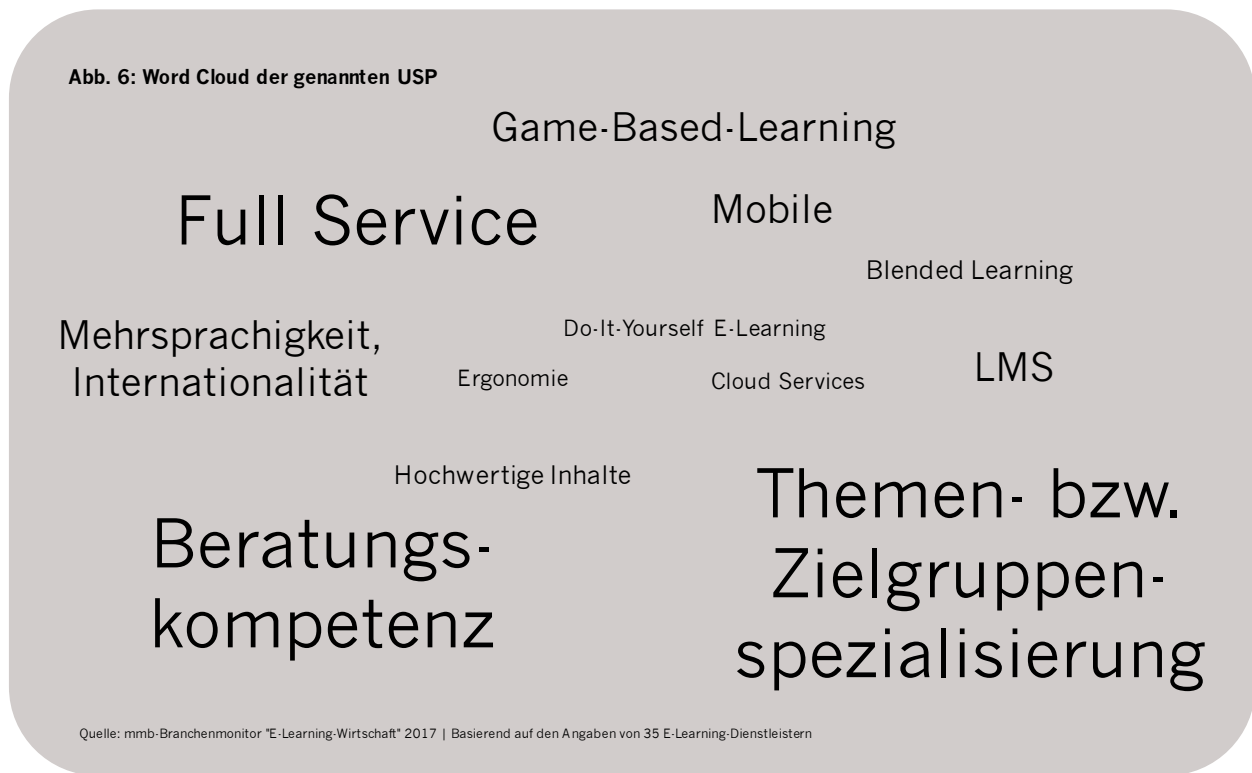 Abb. 6: Word Cloud der genannten USP
Game-Based-Learning
Full Service
Mobile
Blended Learning
Mehrsprachigkeit,
Internationalität
Do-It-Yourself E-Learning
Ergonomie
Cloud Services
LMS
Hochwertige Inhalte
Beratungs-
kompetenz
Themen- bzw.
Zielgruppen-
spezialisierung
Quelle: mmb-Branchenmonitor "E-Learning-Wirtschaft" 2017 | Basierend auf den Angaben von 35 E-Learning-Dienstleistern